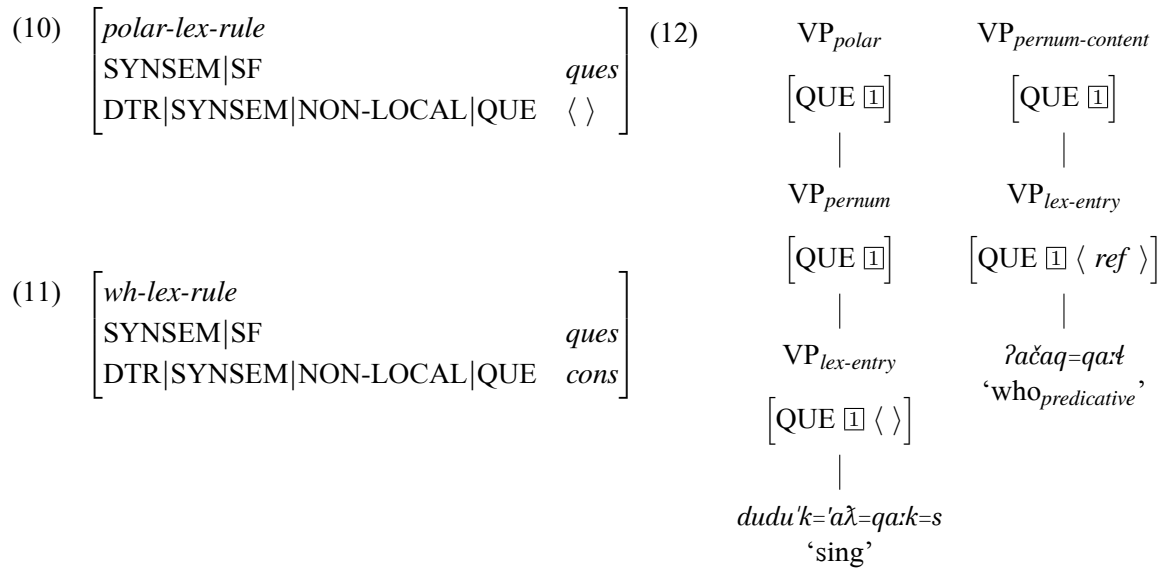 (10)
polar-lex-rule
SYNSEM|SF ques
DTR|SYNSEM|NON-LOCAL|QUE ⟨ ⟩
(11)
wh-lex-rule
SYNSEM|SF ques
DTR|SYNSEM|NON-LOCAL|QUE cons
(12)
VPpolar
[QUE 1]
VPpernum
[QUE 1]
VPlex-entry
[QUE 1 ⟨ ⟩]
dudu'k='aƛ̓=qaːk=s
‘sing’
VPpernum-content
[QUE 1]
VPlex-entry
[QUE 1 ⟨ ref ⟩]
ʔačaq=qaːɬ
‘whopredicative’